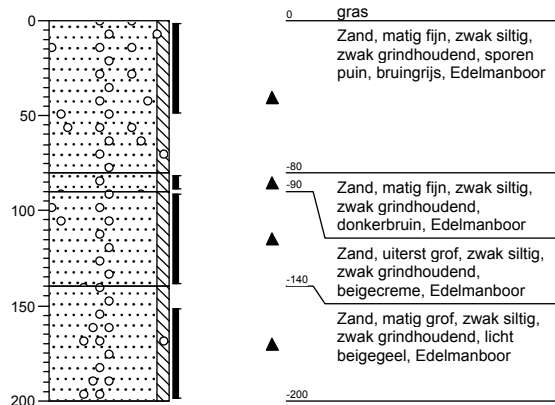 0
50
100
150
200
0
gras
Zand, matig fijn, zwak siltig,
zwak grindhoudend, sporen
puin, bruingrijs, Edelmanboor
-80
-90
Zand, matig fijn, zwak siltig,
zwak grindhoudend,
donkerbruin, Edelmanboor
Zand, uiterst grof, zwak siltig,
zwak grindhoudend,
beigecreme, Edelmanboor
-140
Zand, matig grof, zwak siltig,
zwak grindhoudend, licht
beigegeel, Edelmanboor
-200